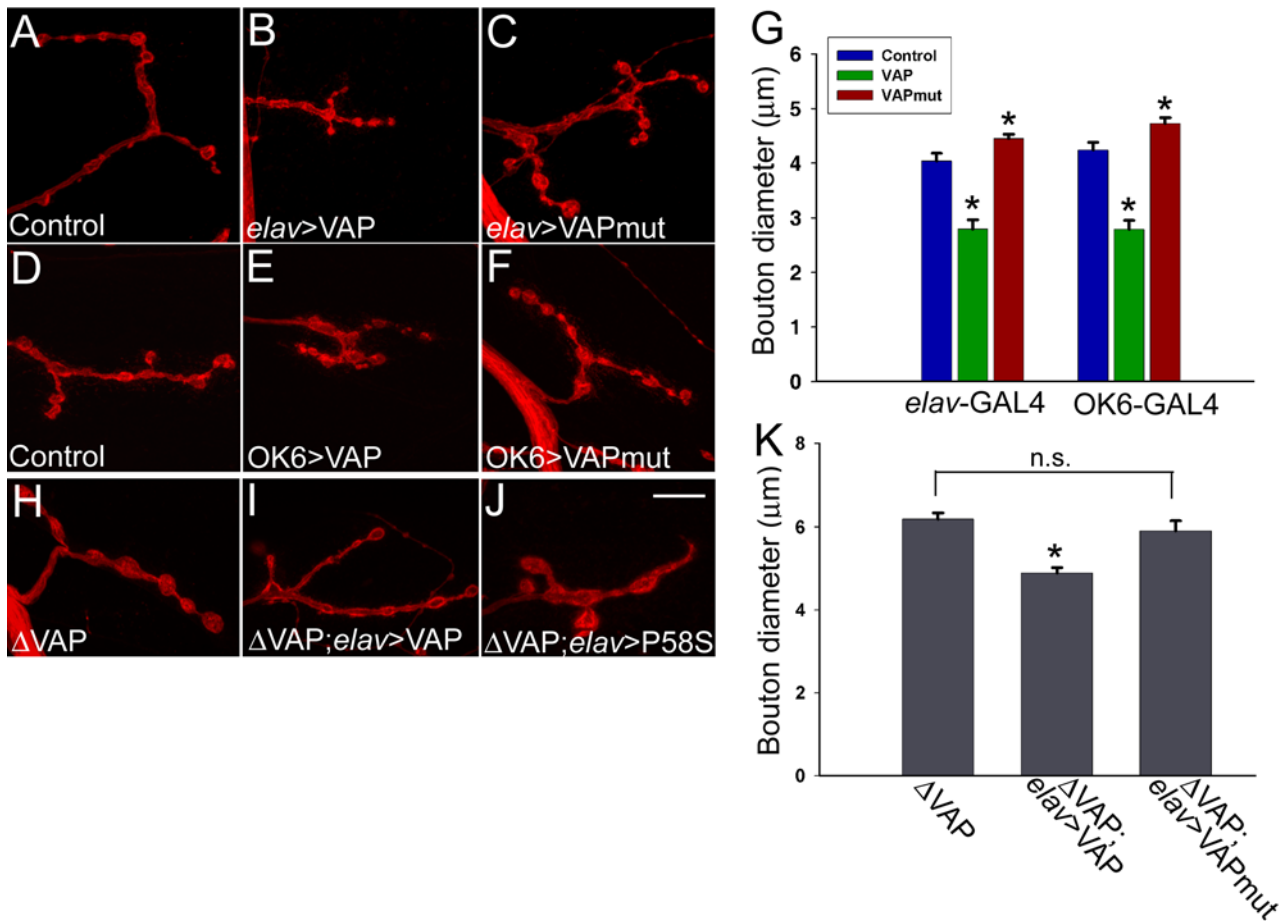 A
Control
B
elav>VAP
C
elav>VAPmut
D
Control
E
OK6>VAP
F
OK6>VAPmut
H
ΔVAP
I
ΔVAP;elav>VAP
J
ΔVAP;elav>P58S
G
Control
VAP
VAPmut
Bouton diameter (μm)
6
5
4
3
2
1
0
* * * *
elav-GAL4 OK6-GAL4
K
Bouton diameter (μm)
8
6
4
2
0
n.s.
*
ΔVAP
ΔVAP;
elav>VAP
ΔVAP;
elav>VAPmut